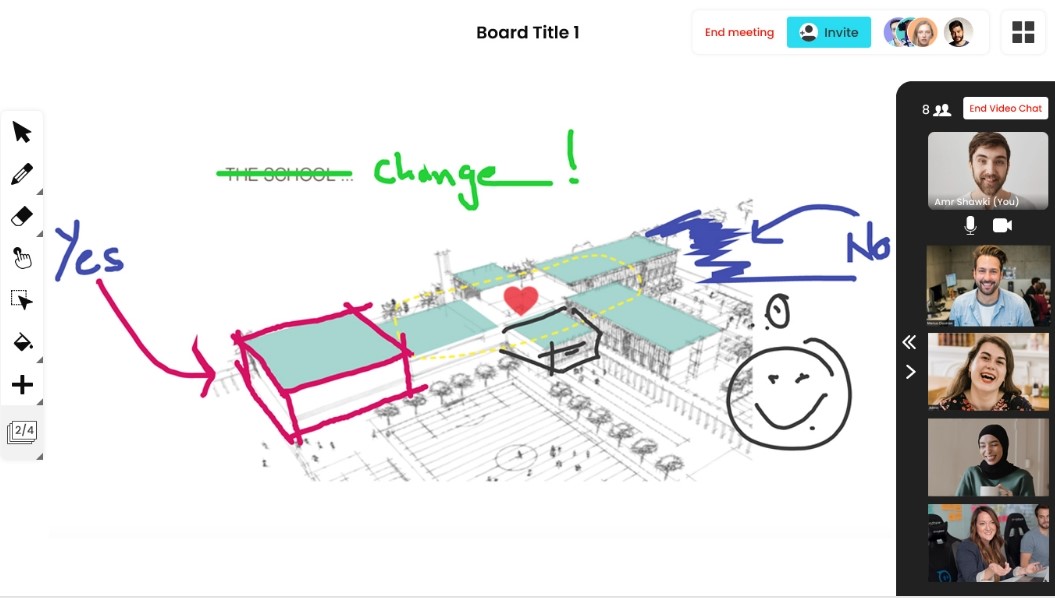 Board Title 1
End meeting
Invite
8
End Video Chat
THE SCHOOL ...
change !
Amr Shawki (You)
Yes
No
2/4